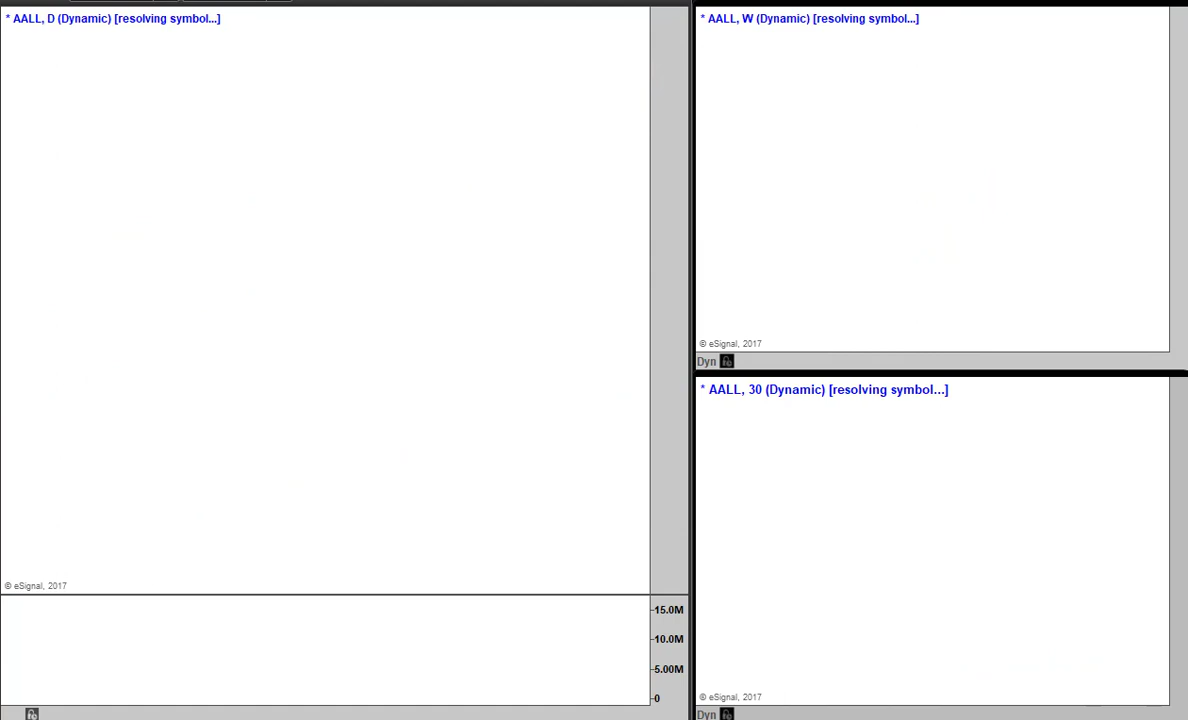 * AALL, D (Dynamic) [resolving symbol...]
© eSignal, 2017
15.0M
10.0M
5.00M
0
* AALL, W (Dynamic) [resolving symbol...]
© eSignal, 2017
Dyn
* AALL, 30 (Dynamic) [resolving symbol...]
© eSignal, 2017
Dyn